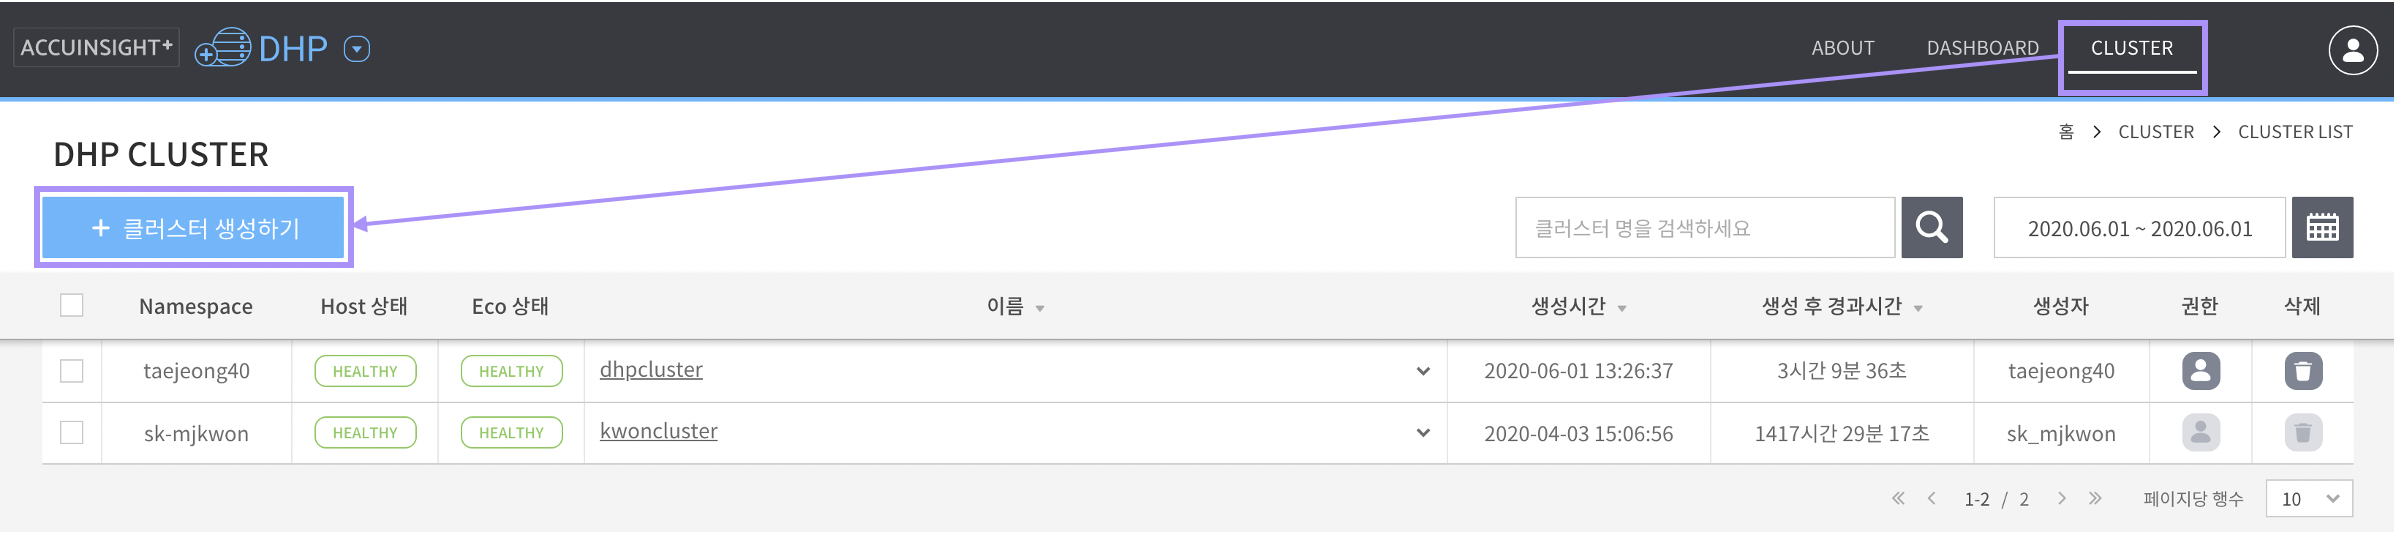 ACCUINSIGHT+ DHP ABOUT DASHBOARD CLUSTER
홈 > CLUSTER > CLUSTER LIST
DHP CLUSTER
+ 클러스터 생성하기 클러스터 명을 검색하세요 2020.06.01 ~ 2020.06.01
Namespace Host 상태 Eco 상태 이름 생성시간 생성 후 경과시간 생성자 권한 삭제
taejeong40 HEALTHY HEALTHY dhpcluster 2020-06-01 13:26:37 3시간 9분 36초 taejeong40
sk-mjkwon HEALTHY HEALTHY kwoncluster 2020-04-03 15:06:56 1417시간 29분 17초 sk_mjkwon
1-2 / 2 페이지당 행수 10